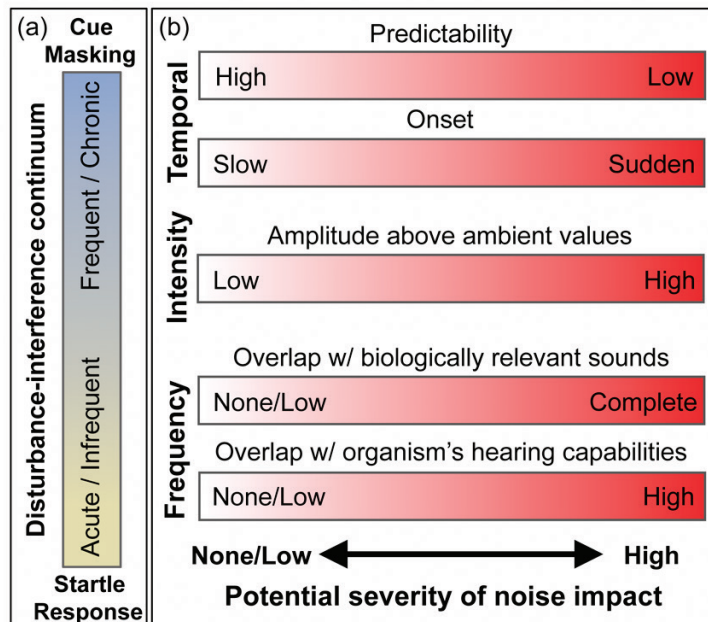 (a)
Cue
Masking
Disturbance-interference continuum
Frequent / Chronic
Acute / Infrequent
Startle
Response
(b)
Temporal
Predictability
High Low
Onset
Slow Sudden
Intensity
Amplitude above ambient values
Low High
Frequency
Overlap w/ biologically relevant sounds
None/Low Complete
Overlap w/ organism's hearing capabilities
None/Low High
None/Low High
Potential severity of noise impact